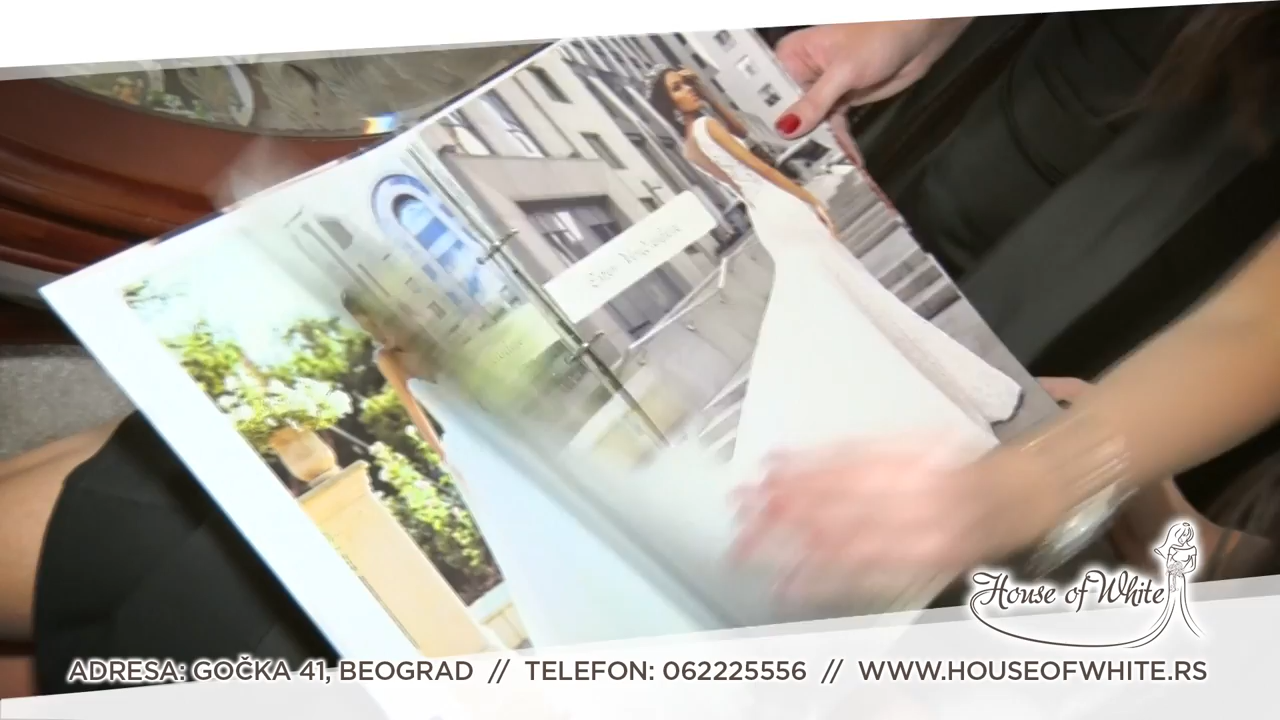 House of White
ADRESA: GOČKA 41, BEOGRAD // TELEFON: 062225556 // WWW.HOUSEOFWHITE.RS